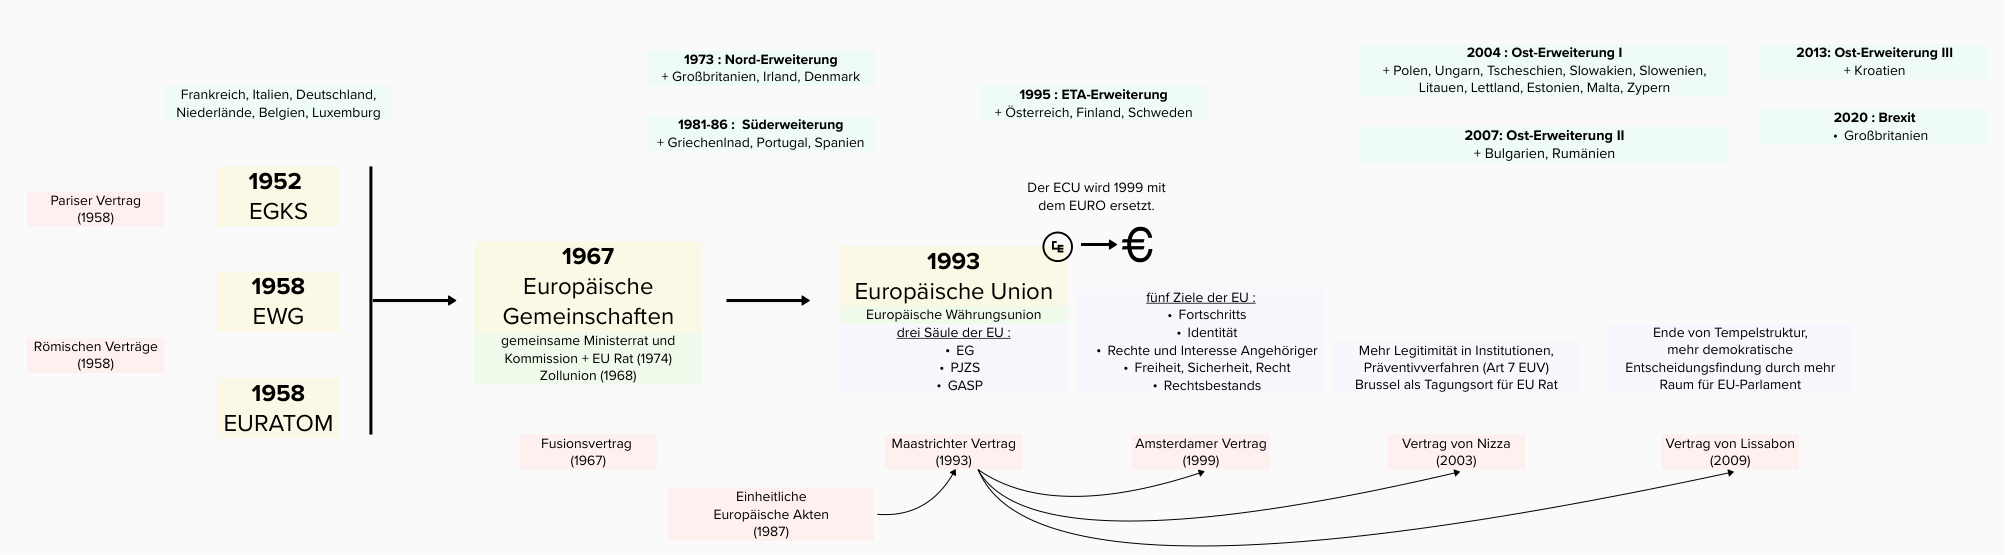 Frankreich, Italien, Deutschland,
Niederlände, Belgien, Luxemburg
1973 : Nord-Erweiterung
+ Großbritanien, Irland, Denmark
1981-86 : Süderweiterung
+ Griechenlnad, Portugal, Spanien
1995 : ETA-Erweiterung
+ Österreich, Finland, Schweden
2004 : Ost-Erweiterung I
+ Polen, Ungarn, Tscheschien, Slowakien, Slowenien,
Litauen, Lettland, Estonien, Malta, Zypern
2007: Ost-Erweiterung II
+ Bulgarien, Rumänien
2013: Ost-Erweiterung III
+ Kroatien
2020 : Brexit
• Großbritanien
Pariser Vertrag
(1958)
Römischen Verträge
(1958)
1952
EGKS
1958
EWG
1958
EURATOM
1967
Europäische
Gemeinschaften
gemeinsame Ministerrat und
Kommission + EU Rat (1974)
Zollunion (1968)
Der ECU wird 1999 mit
dem EURO ersetzt.
€
1993
Europäische Union
Europäische Währungsunion
drei Säule der EU :
• EG
• PJZS
• GASP
fünf Ziele der EU :
• Fortschritts
• Identität
• Rechte und Interesse Angehöriger
• Freiheit, Sicherheit, Recht
• Rechtsbestands
Mehr Legitimität in Institutionen,
Präventivverfahren (Art 7 EUV)
Brussel als Tagungsort für EU Rat
Ende von Tempelstruktur,
mehr demokratische
Entscheidungsfindung durch mehr
Raum für EU-Parlament
Fusionsvertrag
(1967)
Einheitliche
Europäische Akten
(1987)
Maastrichter Vertrag
(1993)
Amsterdamer Vertrag
(1999)
Vertrag von Nizza
(2003)
Vertrag von Lissabon
(2009)